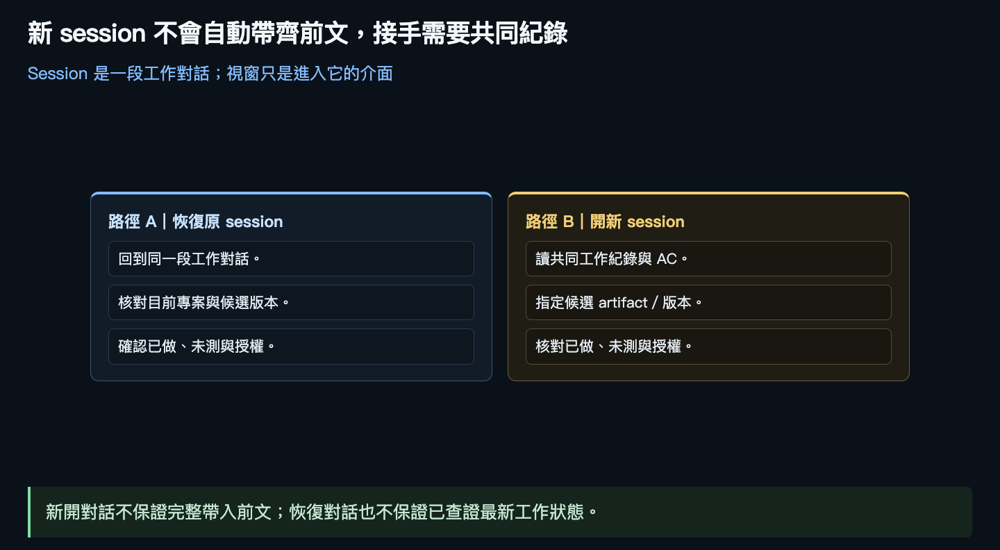 新 session 不會自動帶齊前文，接手需要共同紀錄
Session 是一段工作對話；視窗只是進入它的介面
路徑 A｜恢復原 session
回到同一段工作對話。
核對目前專案與候選版本。
確認已做、未測與授權。
路徑 B｜開新 session
讀共同工作紀錄與 AC。
指定候選 artifact / 版本。
核對已做、未測與授權。
新開對話不保證完整帶入前文；恢復對話也不保證已查證最新工作狀態。